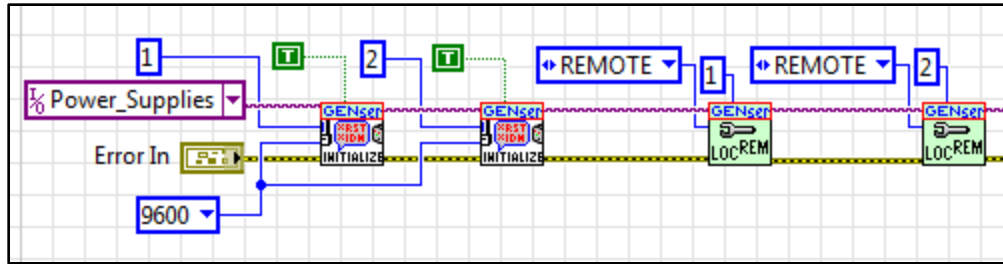 1
T
2
T
REMOTE
1
REMOTE
2
I/O Power_Supplies
GENser
*RST
*IDN
INITIALIZE
GENser
*RST
*IDN
INITIALIZE
GENser
LOC REM
GENser
LOC REM
Error In
9600